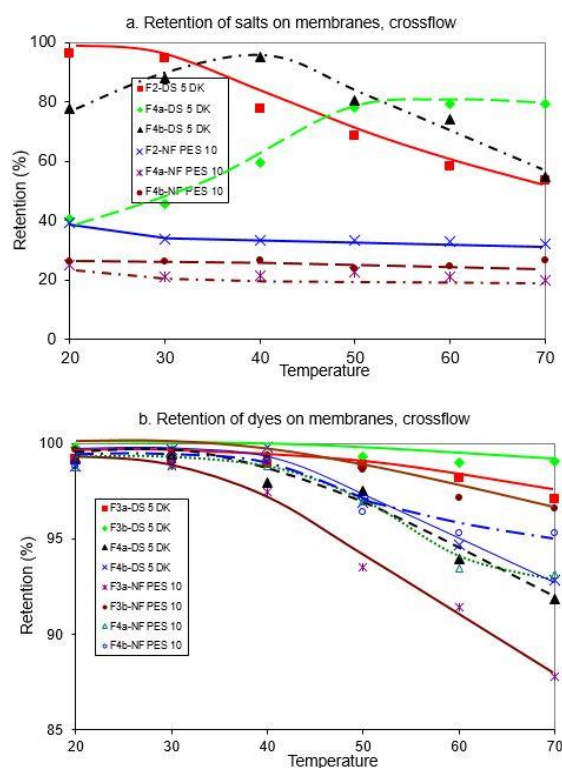 a. Retention of salts on membranes, crossflow
100
80
60
40
20
0
Retention (%)
F2-DS 5 DK
F4a-DS 5 DK
F4b-DS 5 DK
F2-NF PES 10
F4a-NF PES 10
F4b-NF PES 10
20 30 40 50 60 70
Temperature
b. Retention of dyes on membranes, crossflow
100
95
90
85
Retention (%)
F3a-DS 5 DK
F3b-DS 5 DK
F4a-DS 5 DK
F4b-DS 5 DK
F3a-NF PES 10
F3b-NF PES 10
F4a-NF PES 10
F4b-NF PES 10
20 30 40 50 60 70
Temperature